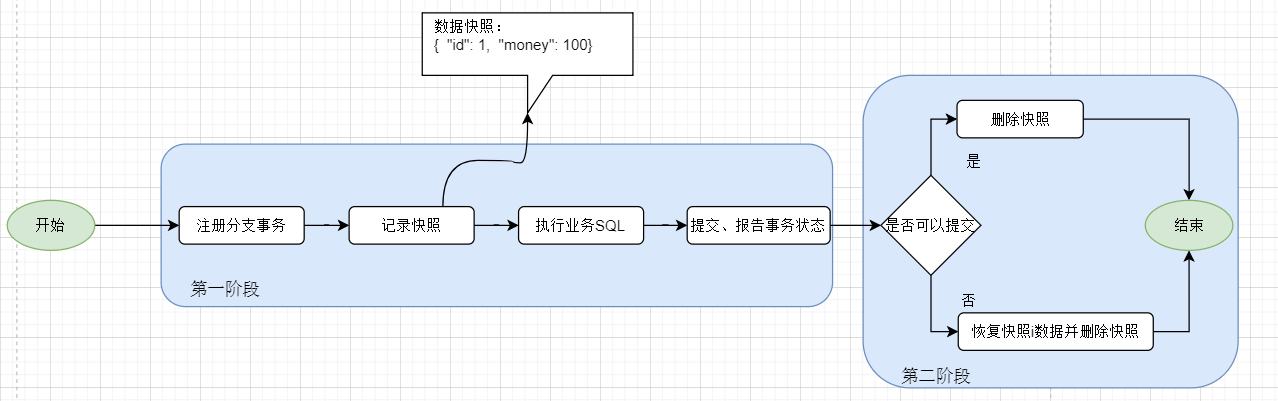 数据快照：
{ "id": 1, "money": 100}
开始
注册分支事务
记录快照
执行业务SQL
提交、报告事务状态
第一阶段
是否可以提交
是
删除快照
否
恢复快照i数据并删除快照
结束
第二阶段